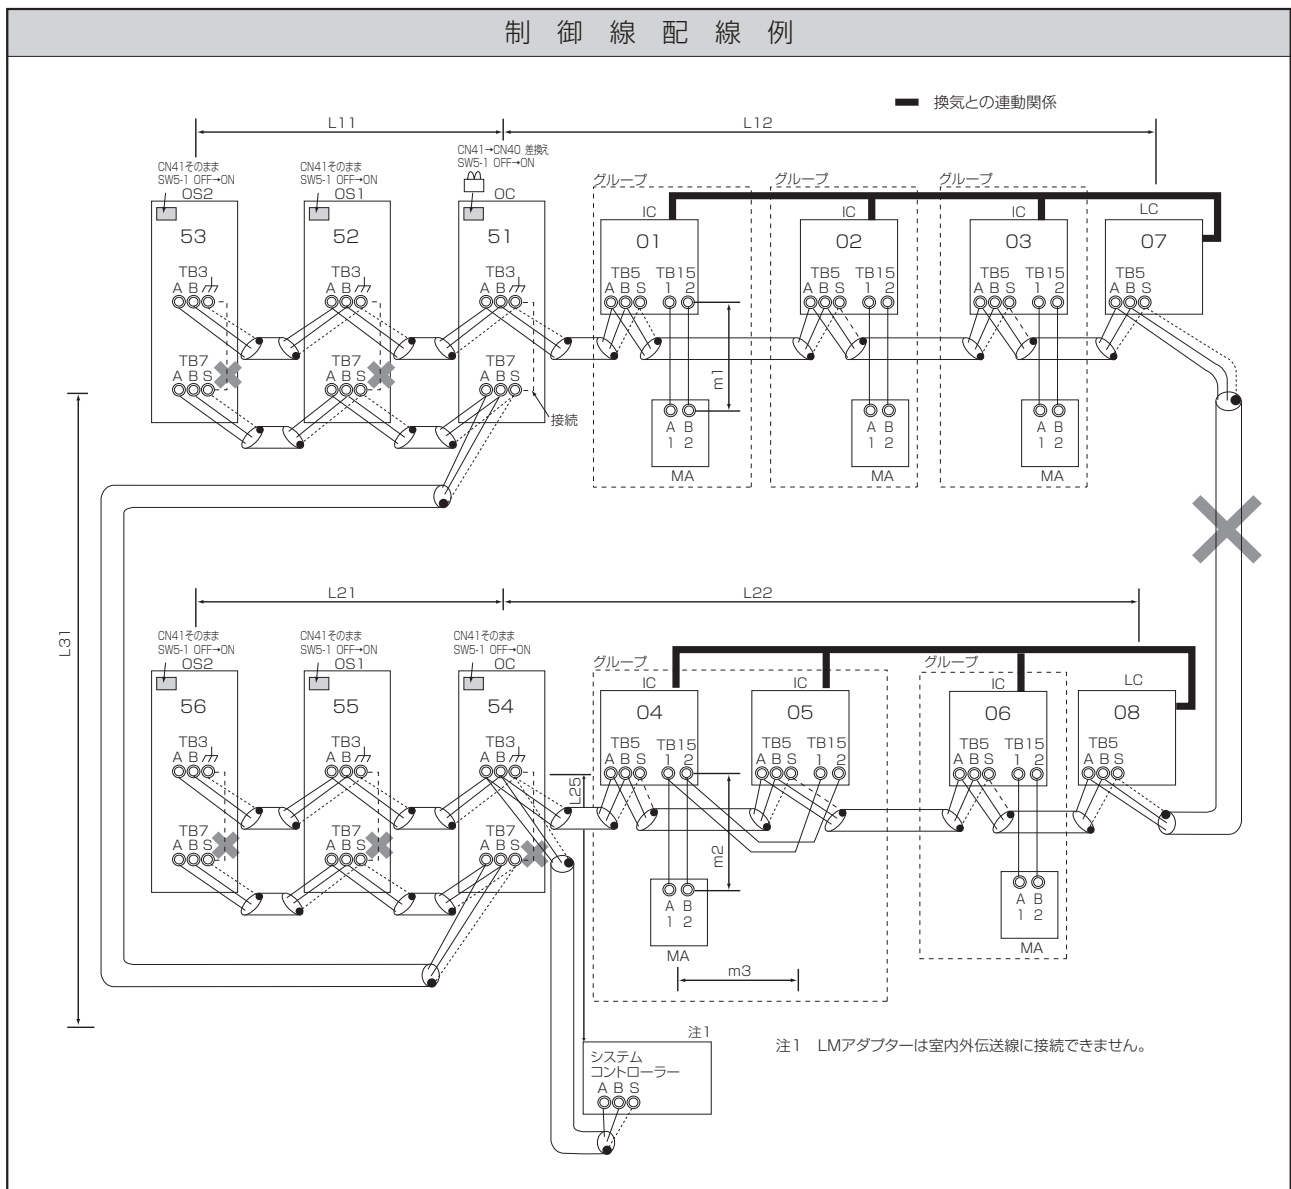 制御線配線例
換気との連動関係
L11
L12
CN41そのまま
SW5-1 OFF→ON
OS2
CN41そのまま
SW5-1 OFF→ON
OS1
CN41→CN40 差換え
SW5-1 OFF→ON
OC
グループ
グループ
グループ
IC
IC
IC
LC
53
52
51
01
02
03
07
TB3
TB3
TB3
TB5 TB15
TB5 TB15
TB5 TB15
TB5
A B
A B
A B
A B S 1 2
A B S 1 2
A B S 1 2
A B S
TB7
TB7
TB7
A B S
A B S
A B S
接続
m1
A B
1 2
MA
A B
1 2
MA
A B
1 2
MA
L31
L21
L22
CN41そのまま
SW5-1 OFF→ON
OS2
CN41そのまま
SW5-1 OFF→ON
OS1
CN41そのまま
SW5-1 OFF→ON
OC
グループ
グループ
IC
IC
IC
LC
56
55
54
04
05
06
08
TB3
TB3
TB3
TB5 TB15
TB5 TB15
TB5 TB15
TB5
A B
A B
A B
A B S 1 2
A B S 1 2
A B S 1 2
A B S
L25
TB7
TB7
TB7
A B S
A B S
A B S
m2
A B
1 2
MA
A B
1 2
MA
m3
注1
システム
コントローラー
A B S
注1 LMアダプターは室内外伝送線に接続できません。